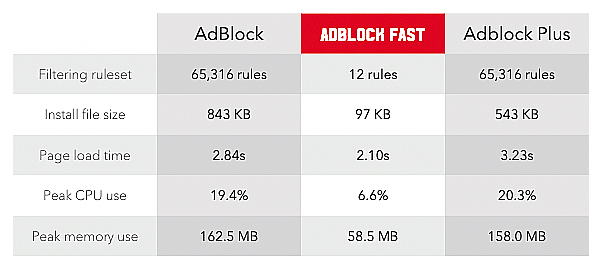 AdBlock ADBLOCK FAST Adblock Plus
Filtering ruleset 65,316 rules 12 rules 65,316 rules
Install file size 843 KB 97 KB 543 KB
Page load time 2.84s 2.10s 3.23s
Peak CPU use 19.4% 6.6% 20.3%
Peak memory use 162.5 MB 58.5 MB 158.0 MB